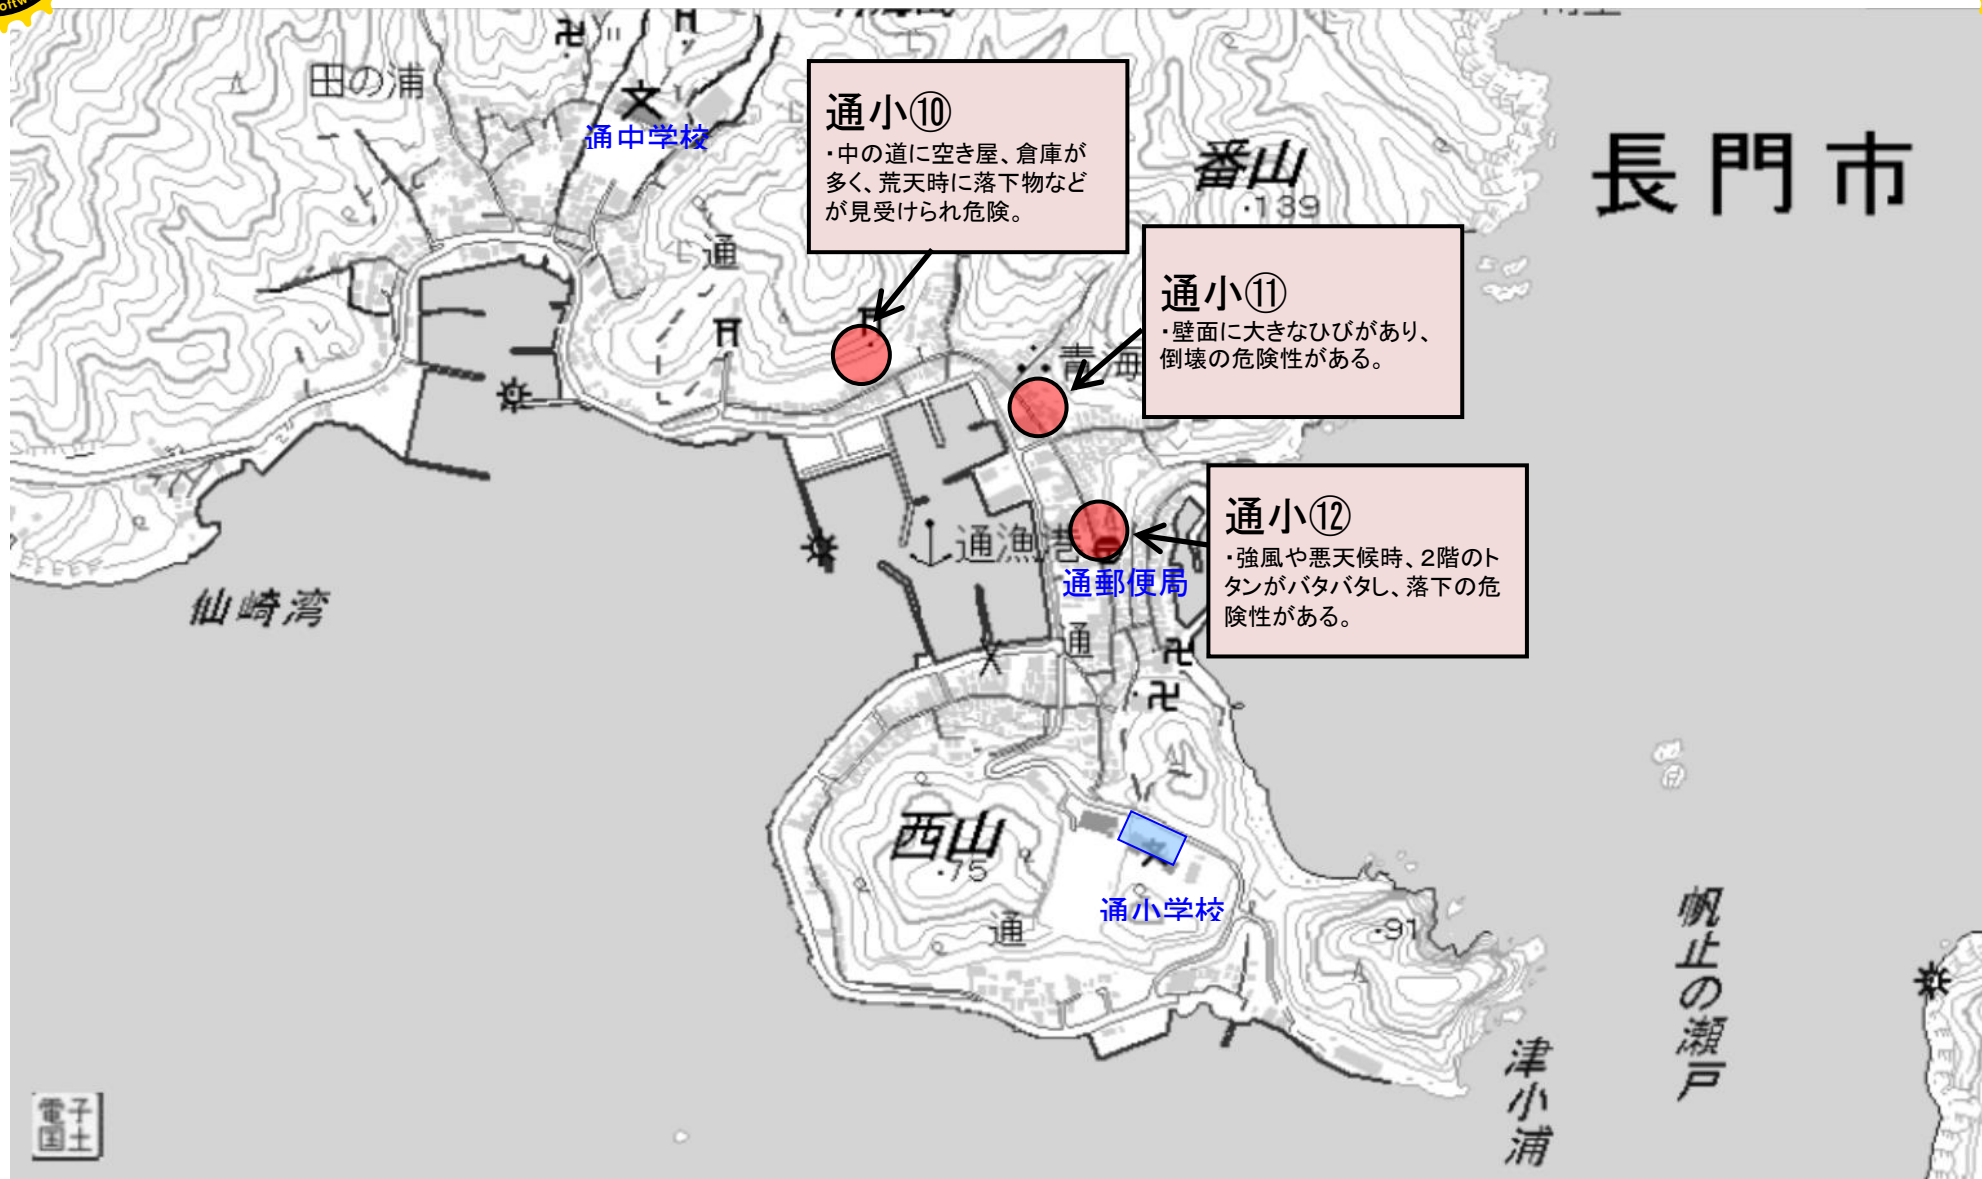 田の浦
通中学校
通小⑩
・中の道に空き屋、倉庫が
多く、荒天時に落下物など
が見受けられ危険。
番山
・139
長門市
通
通小⑪
・壁面に大きなひびがあり、
倒壊の危険性がある。
青海
通小⑫
・強風や悪天候時、２階のト
タンがバタバタし、落下の危
険性がある。
通漁港
通郵便局
仙崎湾
通
西山
・75
通小学校
通
・91
帆止の瀬戸
津小浦
電子
国土